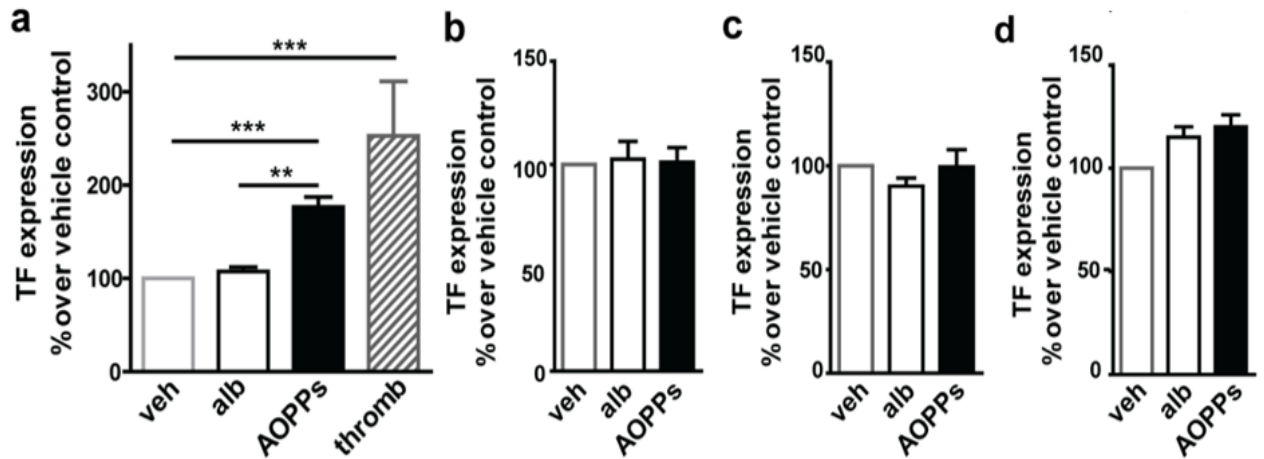 a
TF expression
% over vehicle control
300
200
100
0
***
***
**
veh
alb
AOPPs
thromb
b
TF expression
% over vehicle control
150
100
50
0
veh
alb
AOPPs
c
TF expression
% over vehicle control
150
100
50
0
veh
alb
AOPPs
d
TF expression
% over vehicle control
150
100
50
0
veh
alb
AOPPs